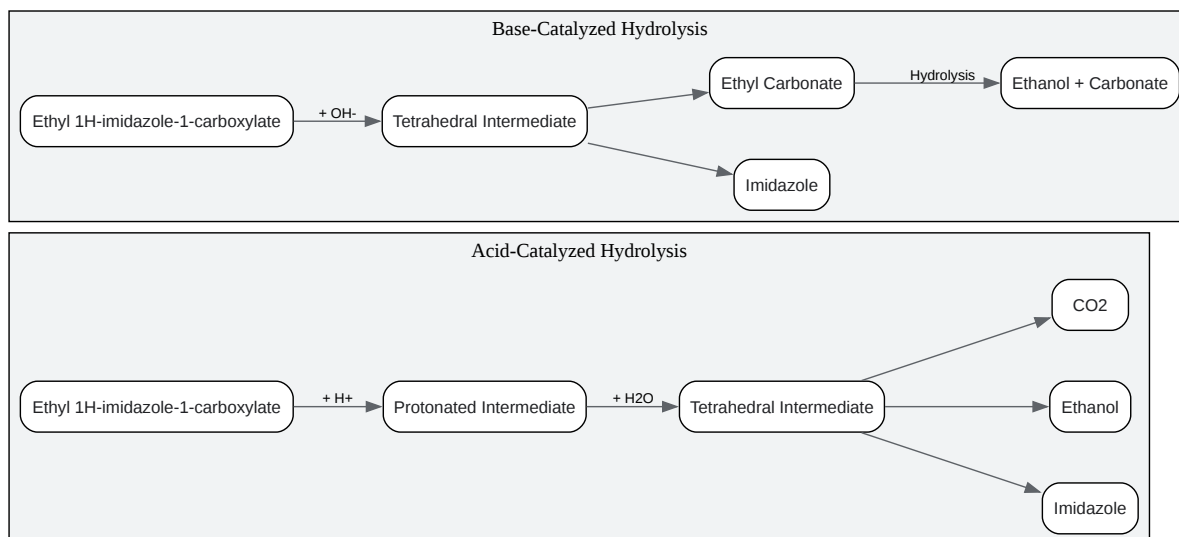 Base-Catalyzed Hydrolysis
Ethyl 1H-imidazole-1-carboxylate
+ OH-
Tetrahedral Intermediate
Ethyl Carbonate
Hydrolysis
Ethanol + Carbonate
Imidazole
Acid-Catalyzed Hydrolysis
Ethyl 1H-imidazole-1-carboxylate
+ H+
Protonated Intermediate
+ H2O
Tetrahedral Intermediate
CO2
Ethanol
Imidazole